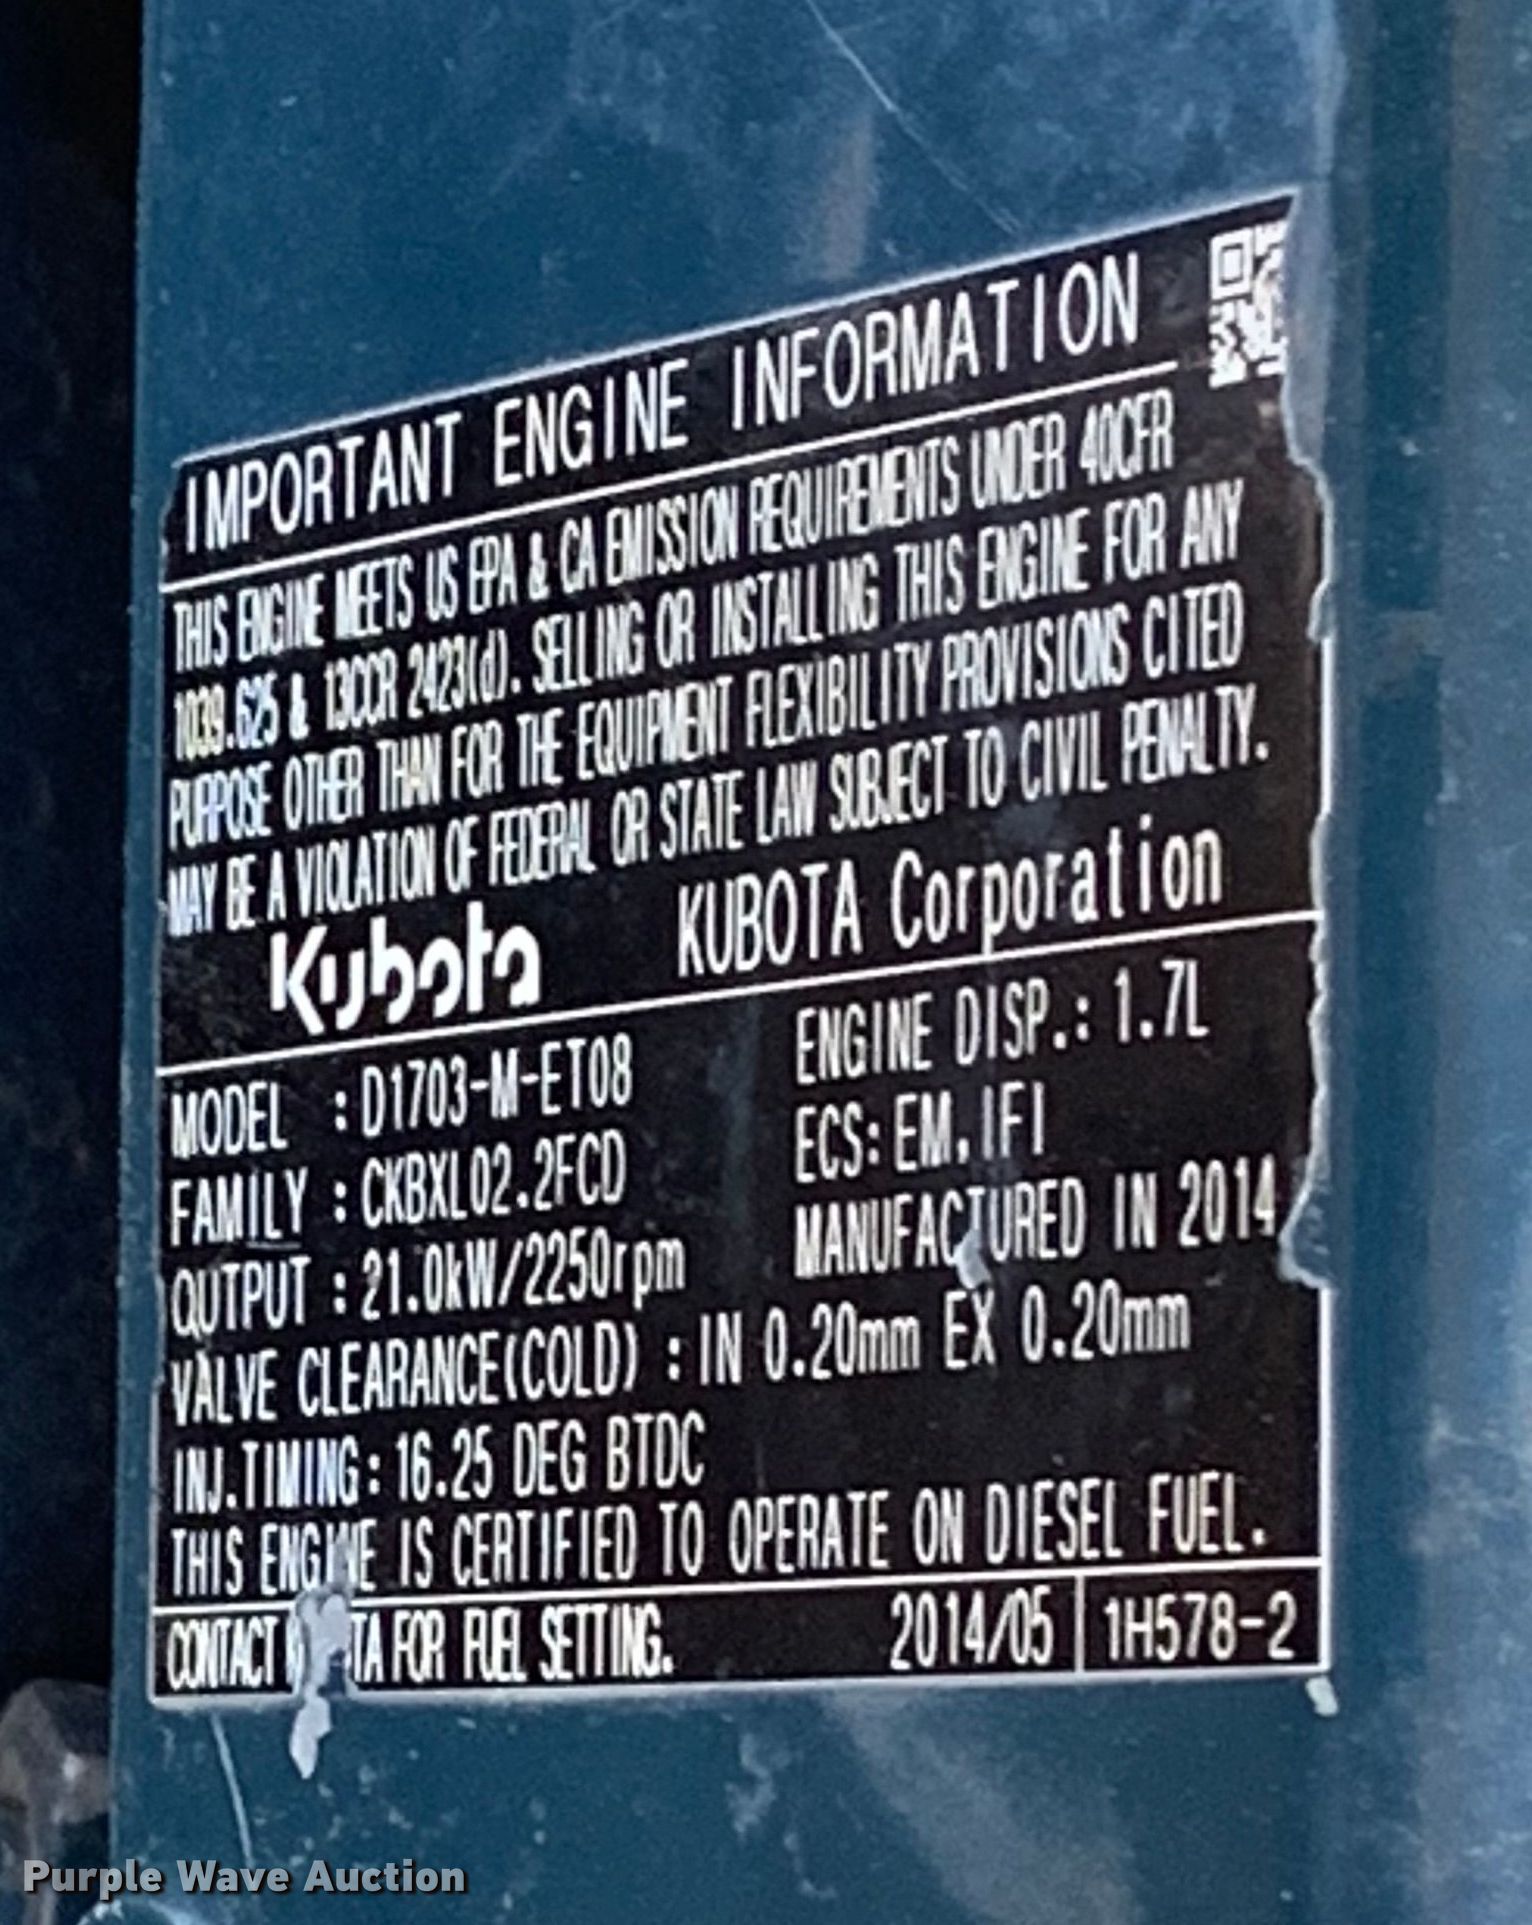 IMPORTANT ENGINE INFORMATION
THIS ENGINE MEETS US EPA & CA EMISSION REQUIREMENTS UNDER 40CFR
1039.625 & 13CCR 2423(d). SELLING OR INSTALLING THIS ENGINE FOR ANY
PURPOSE OTHER THAN FOR THE EQUIPMENT FLEXIBILITY PROVISIONS CITED
MAY BE A VIOLATION OF FEDERAL OR STATE LAW SUBJECT TO CIVIL PENALTY.
Kubota KUBOTA Corporation
MODEL : D1703-M-ET08 ENGINE DISP.: 1.7L
FAMILY : CKBXL02.2FCD ECS: EM, IFI
OUTPUT : 21.0kW/2250rpm MANUFACTURED IN 2014
VALVE CLEARANCE(COLD) : IN 0.20mm EX 0.20mm
INJ.TIMING: 16.25 DEG BTDC
THIS ENGINE IS CERTIFIED TO OPERATE ON DIESEL FUEL.
CONTACT FOR FUEL SETTING. 2014/05 1H578-2
Purple Wave Auction